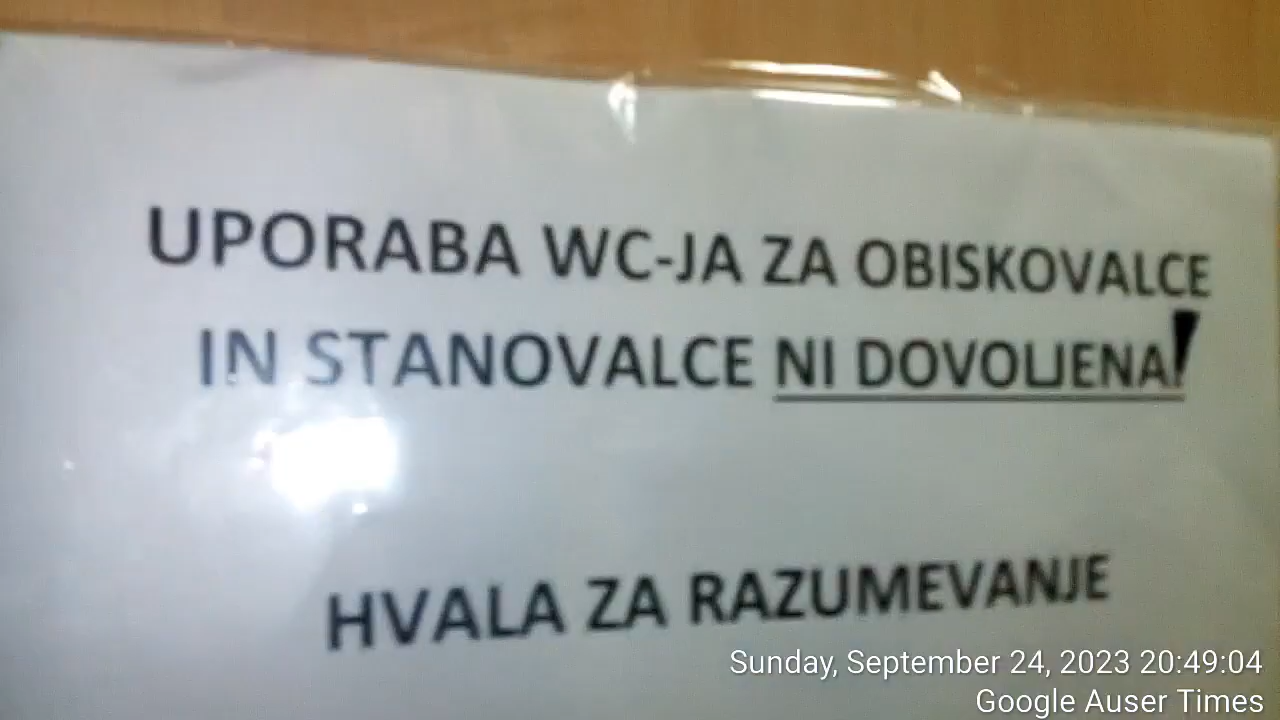 UPORABA WC-JA ZA OBISKOVALCE
IN STANOVALCE NI DOVOLJENA!
HVALA ZA RAZUMEVANJE
Sunday, September 24, 2023 20:49:04
Google Auser Times